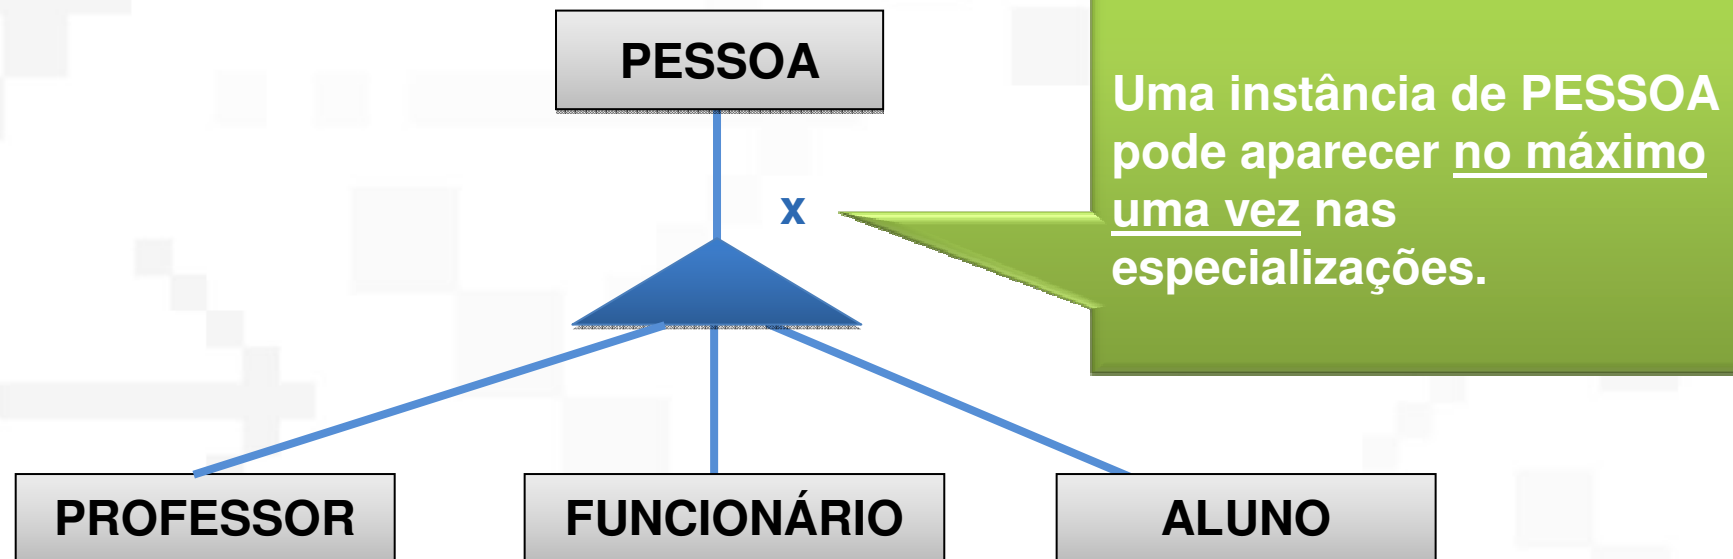 PESSOA
Uma instância de PESSOA
pode aparecer no máximo
uma vez nas
especializações.
x
PROFESSOR
FUNCIONÁRIO
ALUNO